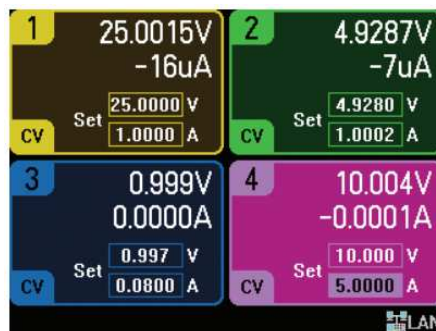 1 25.0015V
-16uA
Set 25.0000 V
1.0000 A
CV
2 4.9287V
-7uA
Set 4.9280 V
1.0002 A
CV
3 0.999V
0.0000A
Set 0.997 V
0.0800 A
CV
4 10.004V
-0.0001A
Set 10.000 V
5.0000 A
CV
LAN